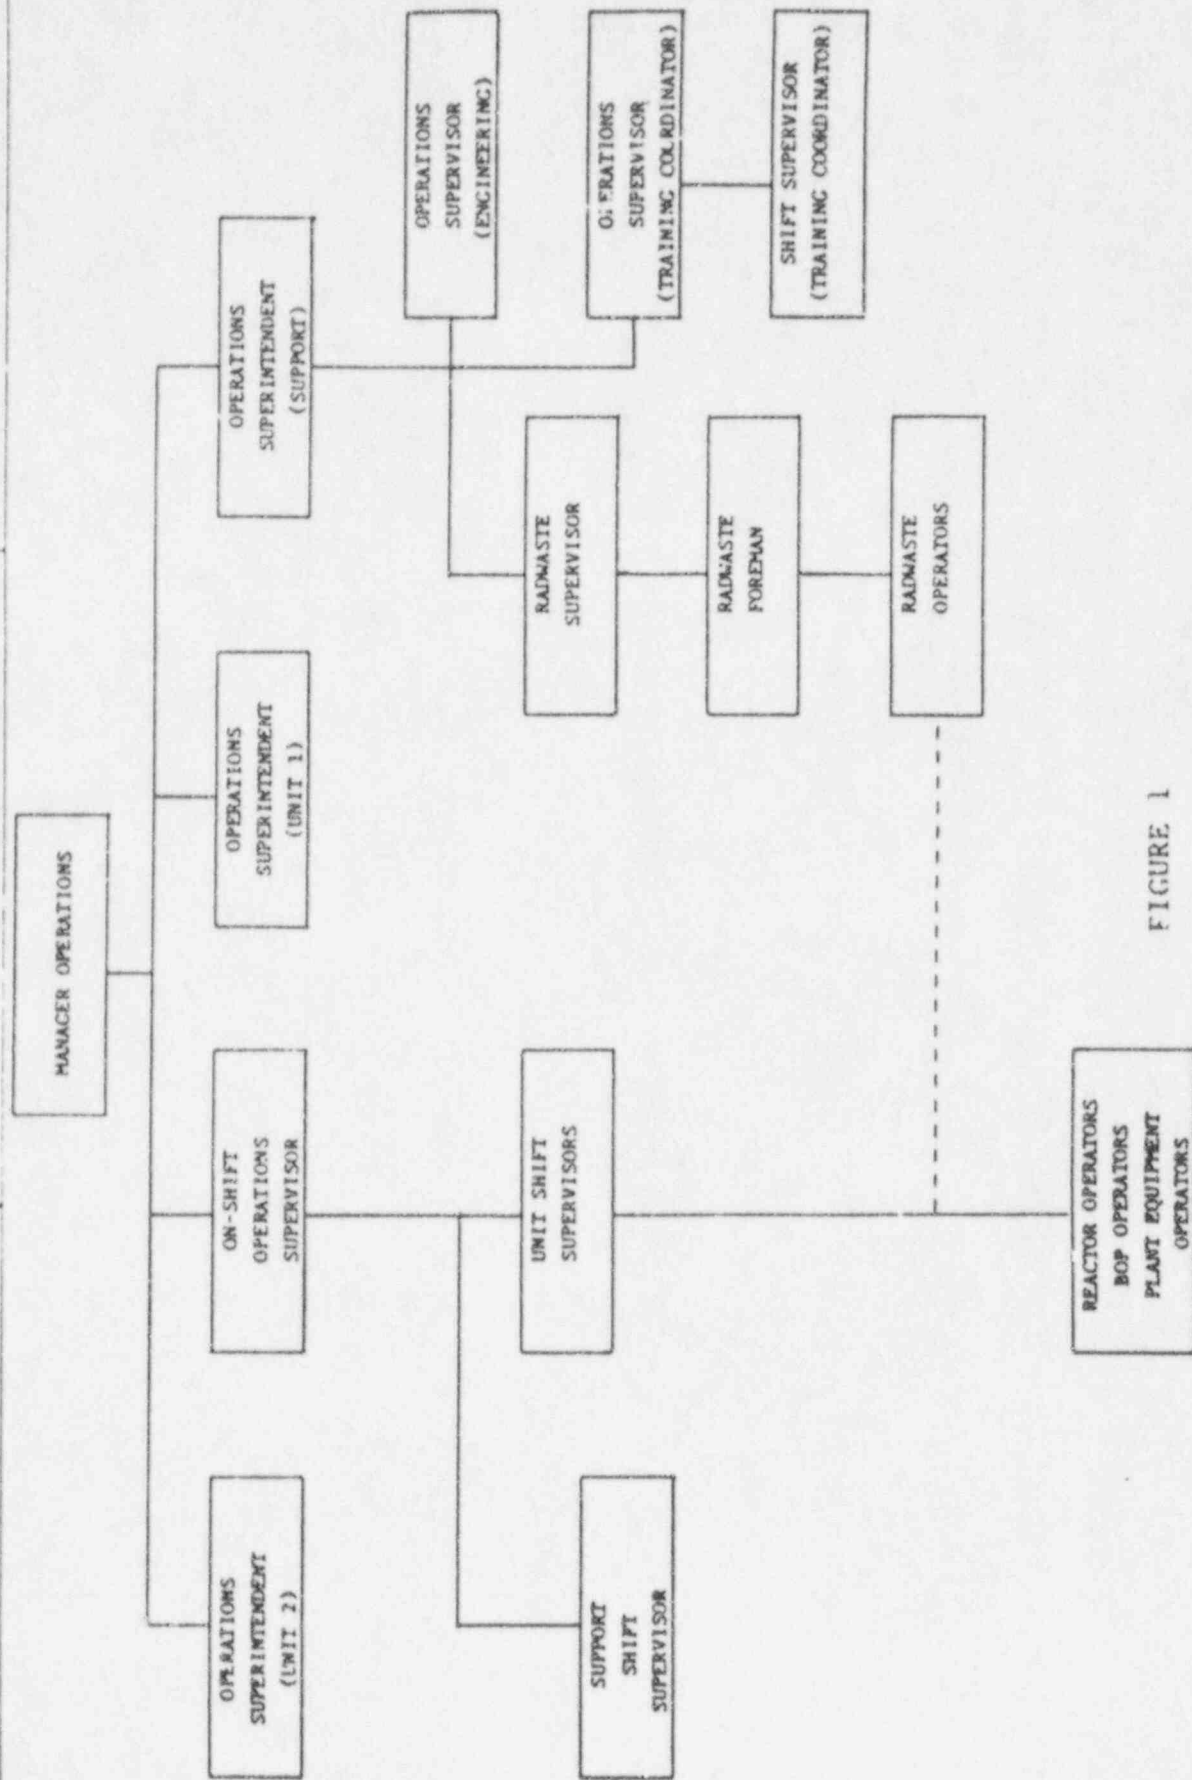 MANAGER OPERATIONS
OPERATIONS
SUPERINTENDENT
(UNIT 2)
ON-SHIFT
OPERATIONS
SUPERVISOR
OPERATIONS
SUPERINTENDENT
(UNIT 1)
OPERATIONS
SUPERINTENDENT
(SUPPORT)
OPERATIONS
SUPERVISOR
(ENGINEERING)
SUPPORT
SHIFT
SUPERVISOR
UNIT SHIFT
SUPERVISORS
RADWASTE
SUPERVISOR
OPERATIONS
SUPERVISOR
(TRAINING COORDINATOR)
RADWASTE
FOREMAN
SHIFT SUPERVISOR
(TRAINING COORDINATOR)
RADWASTE
OPERATORS
REACTOR OPERATORS
BOP OPERATORS
PLANT EQUIPMENT
OPERATORS
FIGURE 1